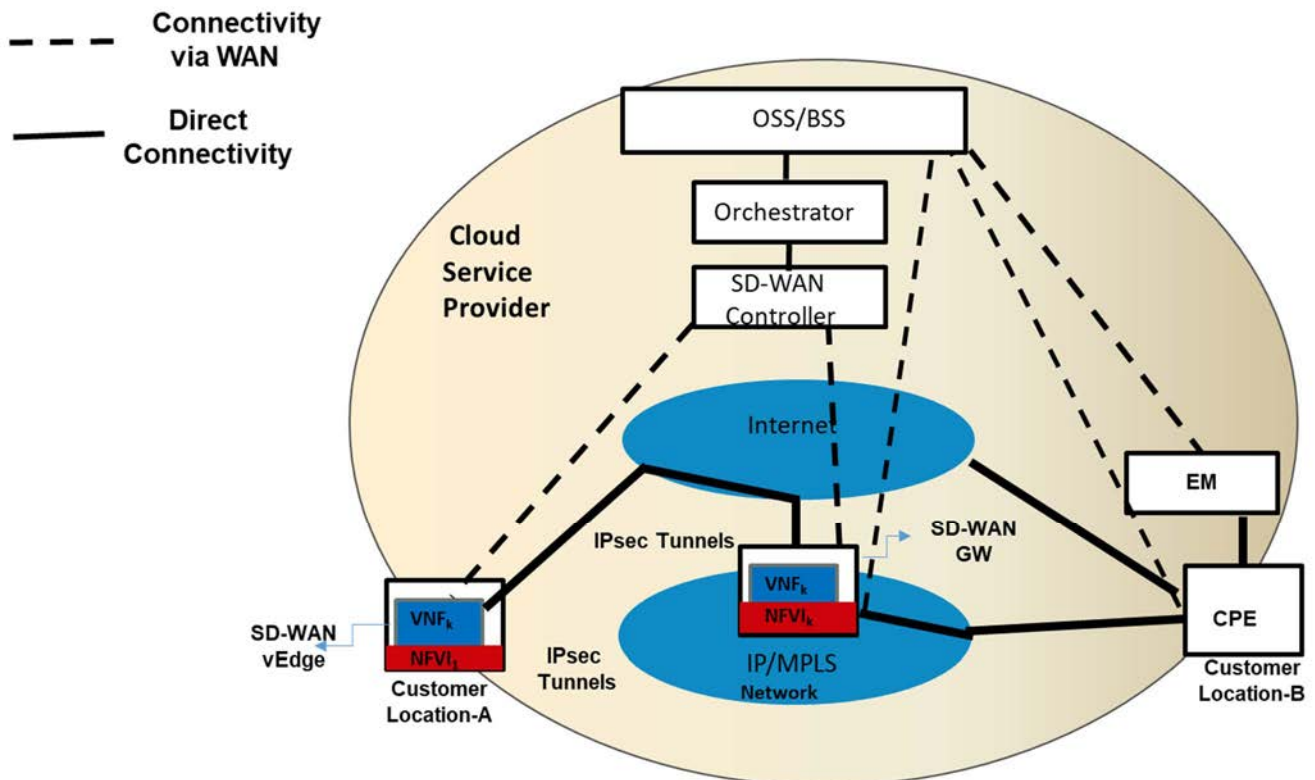 Connectivity
via WAN
Direct
Connectivity
OSS/BSS
Orchestrator
Cloud
Service
Provider
SD-WAN
Controller
Internet
EM
IPsec Tunnels
SD-WAN
GW
VNFk
NFVIk
VNFk
NFVI1
SD-WAN
vEdge
CPE
IPsec
Tunnels
IP/MPLS
Network
Customer
Location-A
Customer
Location-B